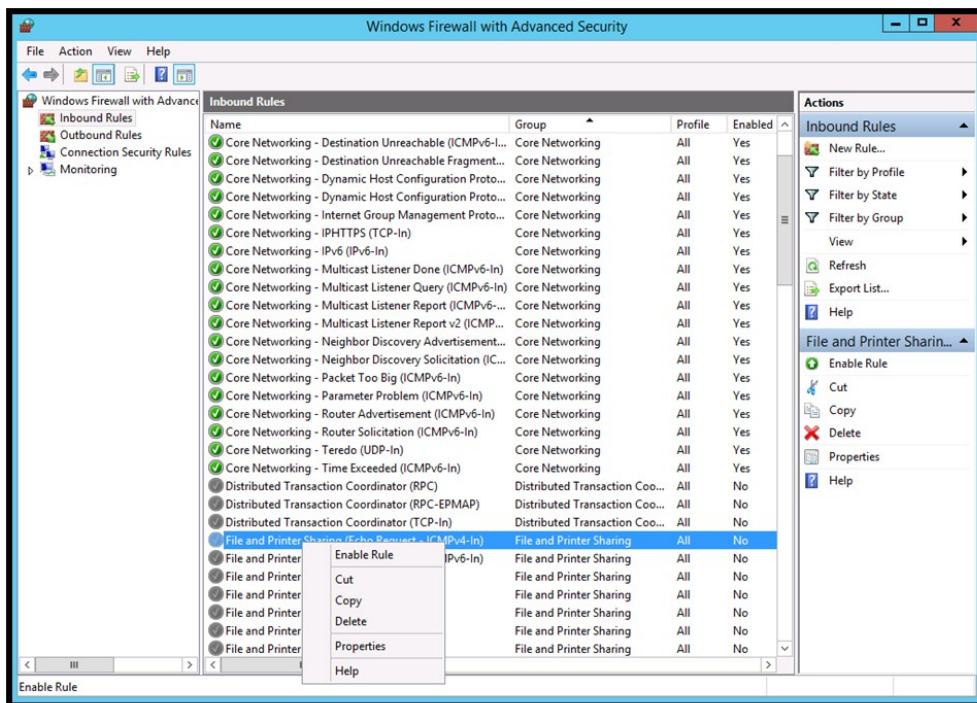 Windows Firewall with Advanced Security
File Action View Help
Windows Firewall with Advance
Inbound Rules
Outbound Rules
Connection Security Rules
Monitoring
Inbound Rules
Name Group Profile Enabled
Core Networking - Destination Unreachable (ICMPv6-I... Core Networking All Yes
Core Networking - Destination Unreachable Fragment... Core Networking All Yes
Core Networking - Dynamic Host Configuration Proto... Core Networking All Yes
Core Networking - Dynamic Host Configuration Proto... Core Networking All Yes
Core Networking - Internet Group Management Proto... Core Networking All Yes
Core Networking - IPHTTPS (TCP-In) Core Networking All Yes
Core Networking - IPv6 (IPv6-In) Core Networking All Yes
Core Networking - Multicast Listener Done (ICMPv6-In) Core Networking All Yes
Core Networking - Multicast Listener Query (ICMPv6-In) Core Networking All Yes
Core Networking - Multicast Listener Report (ICMPv6-... Core Networking All Yes
Core Networking - Multicast Listener Report v2 (ICMP... Core Networking All Yes
Core Networking - Neighbor Discovery Advertisement... Core Networking All Yes
Core Networking - Neighbor Discovery Solicitation (IC... Core Networking All Yes
Core Networking - Packet Too Big (ICMPv6-In) Core Networking All Yes
Core Networking - Parameter Problem (ICMPv6-In) Core Networking All Yes
Core Networking - Router Advertisement (ICMPv6-In) Core Networking All Yes
Core Networking - Router Solicitation (ICMPv6-In) Core Networking All Yes
Core Networking - Teredo (UDP-In) Core Networking All Yes
Core Networking - Time Exceeded (ICMPv6-In) Core Networking All Yes
Distributed Transaction Coordinator (RPC) Distributed Transaction Coo... All No
Distributed Transaction Coordinator (RPC-EPMAP) Distributed Transaction Coo... All No
Distributed Transaction Coordinator (TCP-In) Distributed Transaction Coo... All No
File and Printer Sharing (Echo Request - ICMPv4-In) File and Printer Sharing All No
File and Printer MPv6-In) File and Printer Sharing All No
File and Printer File and Printer Sharing All No
File and Printer File and Printer Sharing All No
File and Printer File and Printer Sharing All No
File and Printer File and Printer Sharing All No
File and Printer File and Printer Sharing All No
Enable Rule
Cut
Copy
Delete
Properties
Help
Actions
Inbound Rules
New Rule...
Filter by Profile
Filter by State
Filter by Group
View
Refresh
Export List...
Help
File and Printer Sharin...
Enable Rule
Cut
Copy
Delete
Properties
Help
Enable Rule